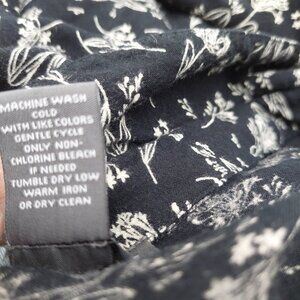 MACHINE WASH
COLD
WITH LIKE COLORS
GENTLE CYCLE
ONLY NON-
CHLORINE BLEACH
IF NEEDED
TUMBLE DRY LOW
WARM IRON
OR DRY CLEAN